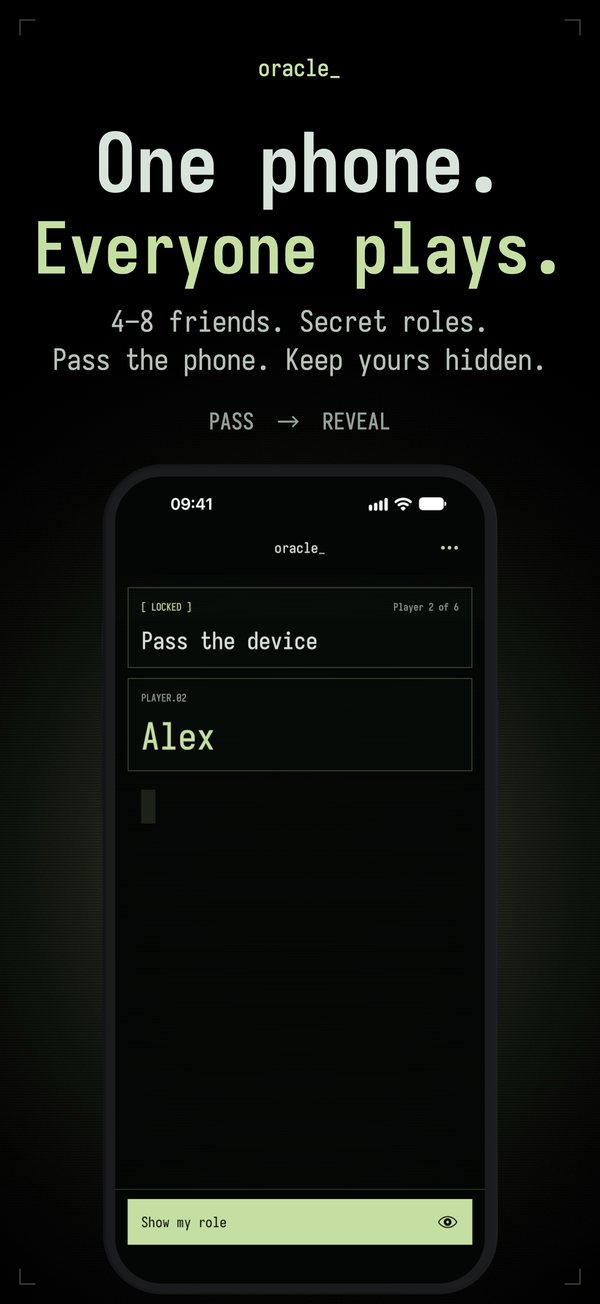 oracle_
One phone.
Everyone plays.
4–8 friends. Secret roles.
Pass the phone. Keep yours hidden.
PASS → REVEAL
09:41
oracle_
[ LOCKED ] Player 2 of 6
Pass the device
PLAYER.02
Alex
Show my role